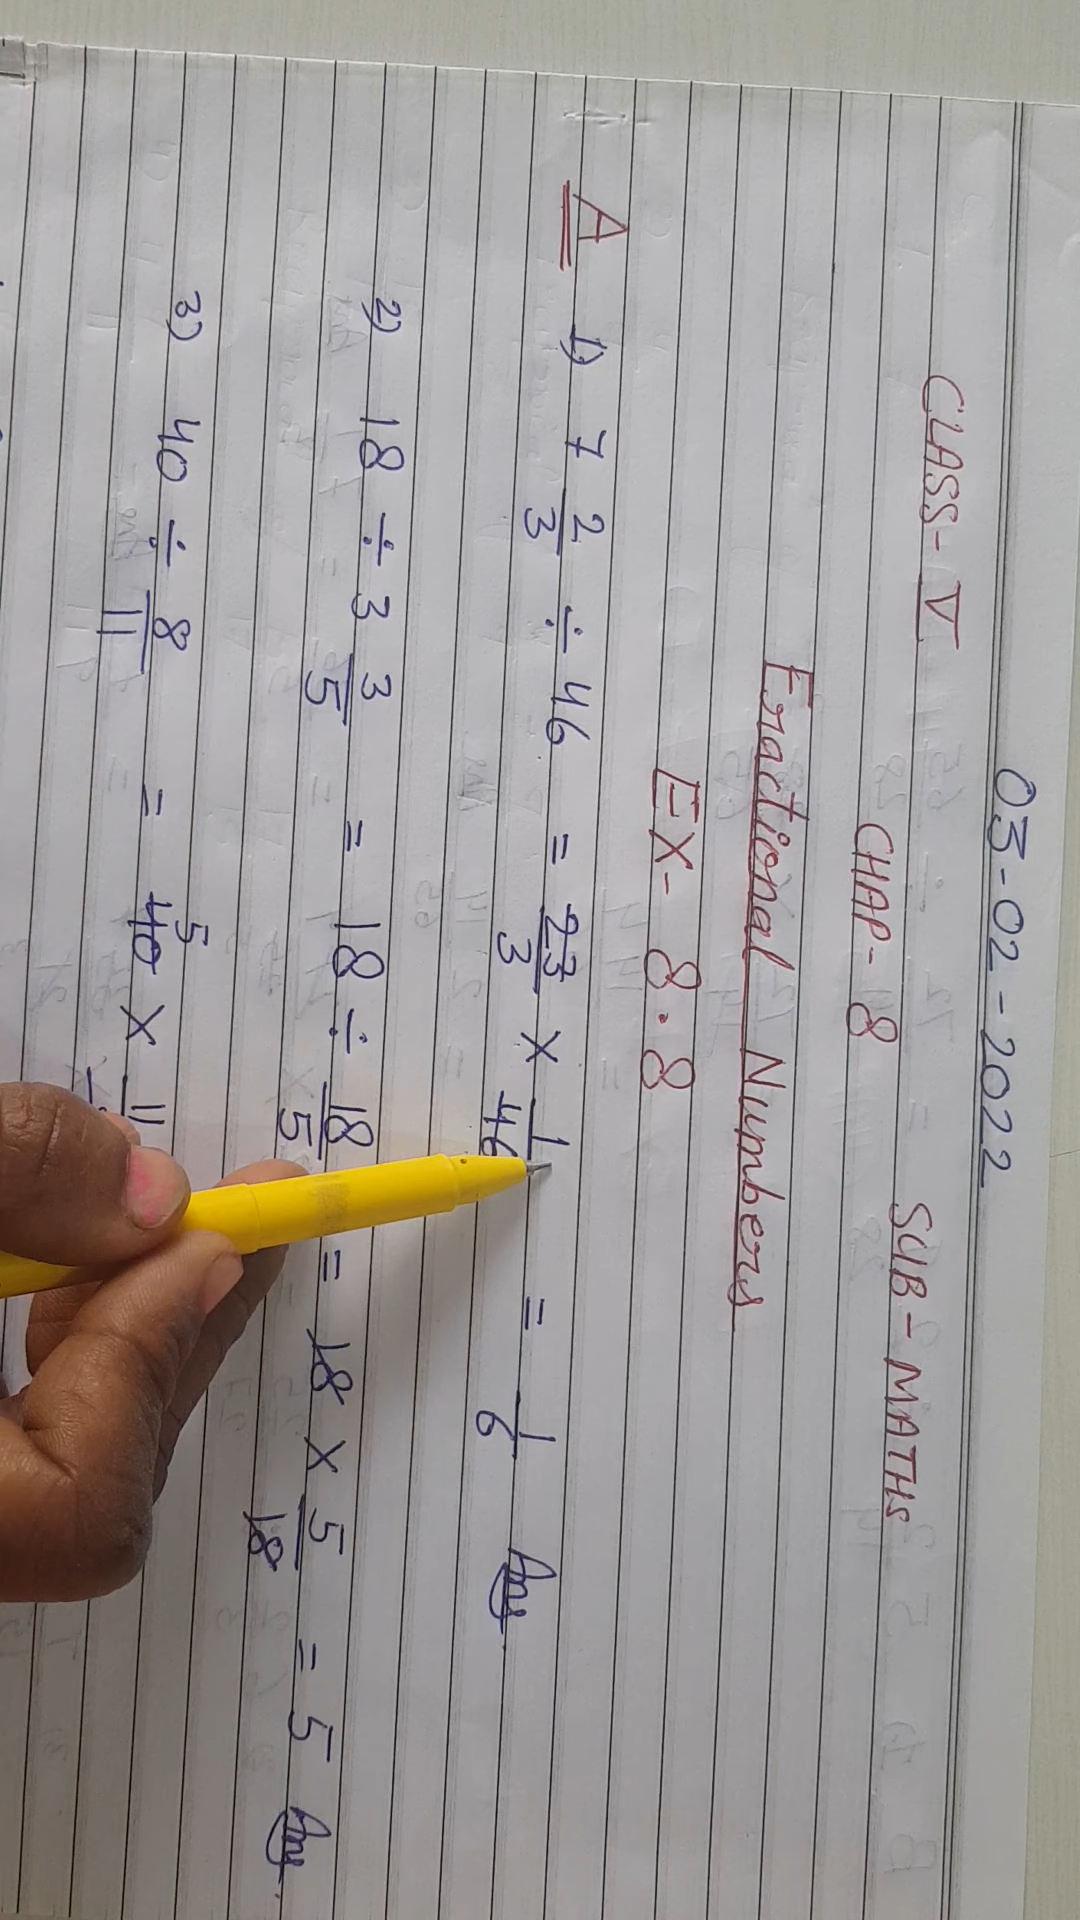 03-02-2022
CLASS-V CHAP-8 SUB-MATHS
Fractional Numbers
EX- 8.8
A 1) 7 2/3 ÷ 46 = 23/3 × 1/46 = 1/6 Ans.
2) 18 ÷ 3 3/5 = 18 ÷ 18/5 = 18 × 5/18 = 5 Ans.
3) 40 ÷ 8/11 = 40 5 × 11